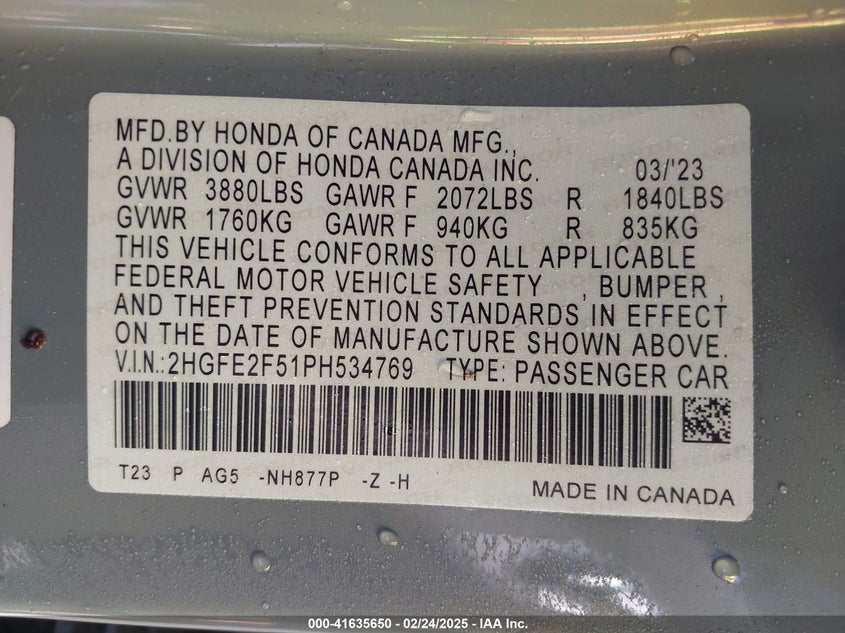 MFD.BY HONDA OF CANADA MFG.,
A DIVISION OF HONDA CANADA INC. 03/'23
GVWR 3880LBS GAWR F 2072LBS R 1840LBS
GVWR 1760KG GAWR F 940KG R 835KG
THIS VEHICLE CONFORMS TO ALL APPLICABLE
FEDERAL MOTOR VEHICLE SAFETY , BUMPER ,
AND THEFT PREVENTION STANDARDS IN EFFECT
ON THE DATE OF MANUFACTURE SHOWN ABOVE.
V.I.N.:2HGFE2F51PH534769 TYPE: PASSENGER CAR
T23 P AG5 -NH877P -Z -H
MADE IN CANADA
000-41635650 - 02/24/2025 - IAA Inc.